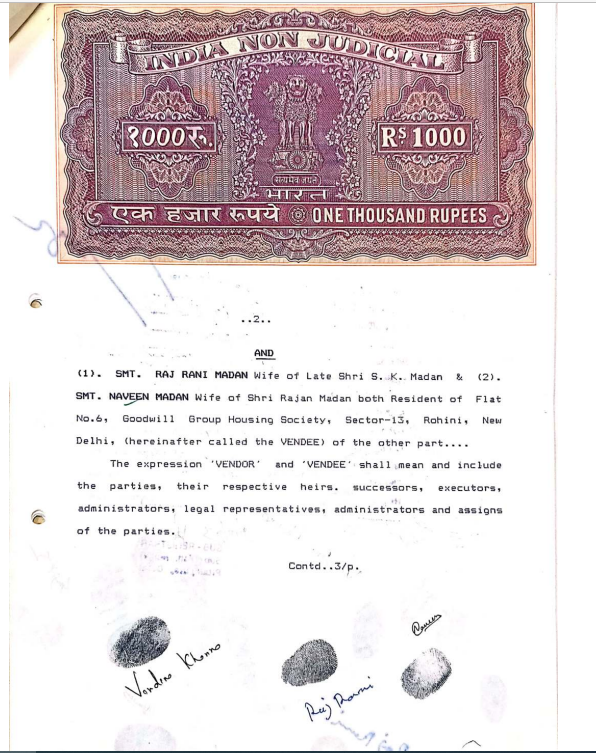 INDIA NON JUDICIAL
१000रु.
RS 1000
सत्यमेव जयते
भारत
एक हजार रुपये ONE THOUSAND RUPEES
..2..
AND
(1). SMT. RAJ RANI MADAN Wife of Late Shri S. K. Madan & (2).
SMT. NAVEEN MADAN Wife of Shri Rajan Madan both Resident of Flat
No.6, Goodwill Group Housing Society, Sector-13, Rohini, New
Delhi, (hereinafter called the VENDEE) of the other part....
The expression 'VENDOR' and 'VENDEE' shall mean and include
the parties, their respective heirs. successors, executors,
administrators, legal representatives, administrators and assigns
of the parties.
Contd..3/p.
Raj Rani